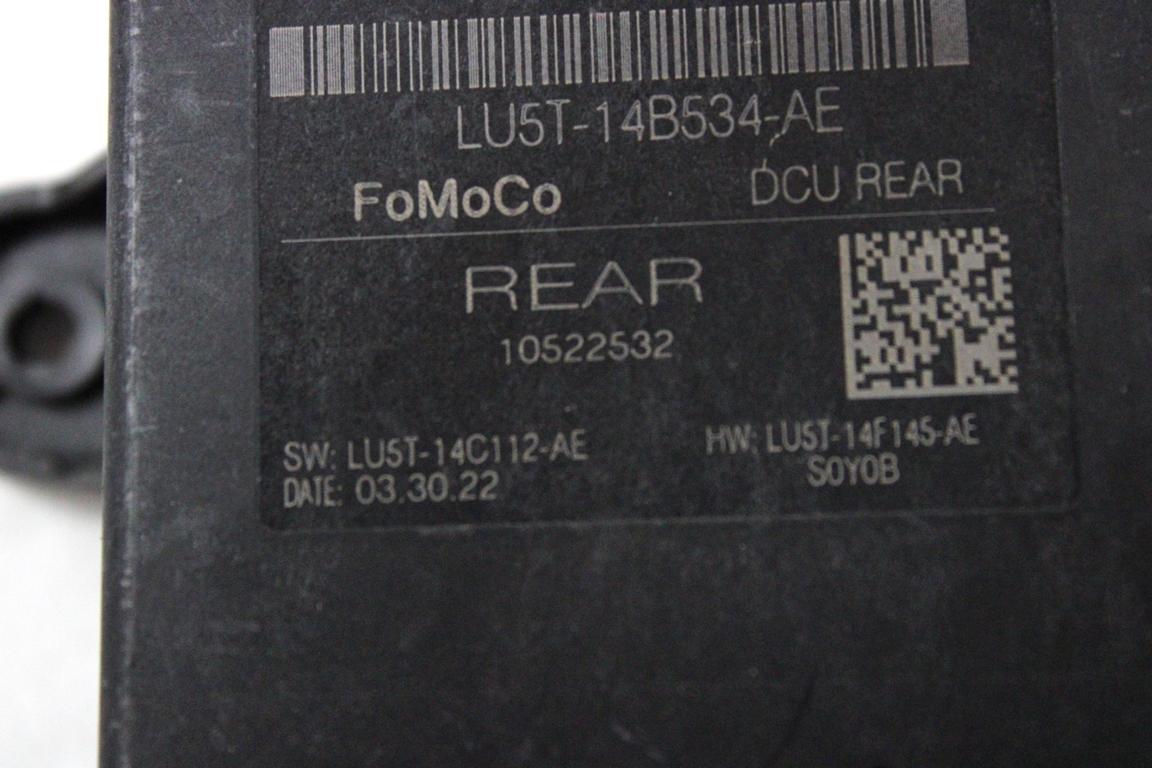 LU5T-14B534-AE
FoMoCo DCU REAR
REAR
10522532
SW: LU5T-14C112-AE HW: LU5T-14F145-AE
DATE: 03.30.22 S0Y0B